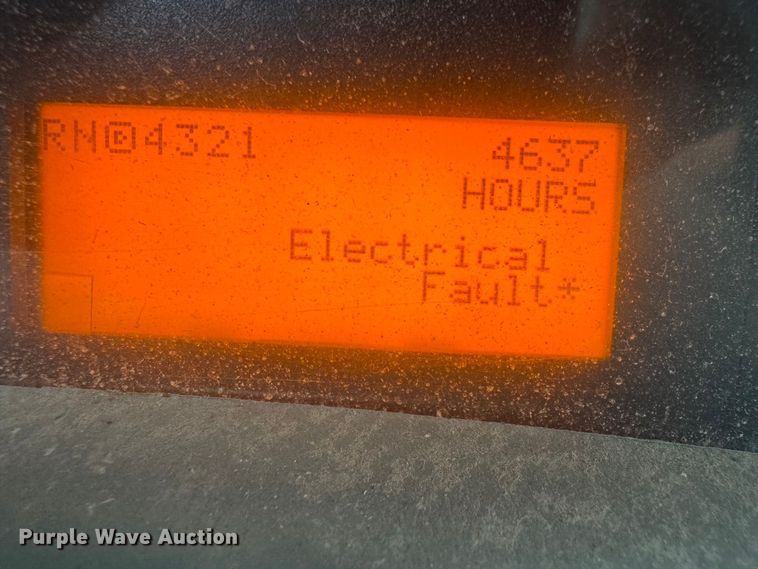 RN 4321 4637
HOURS
Electrical
Fault*
Purple Wave Auction